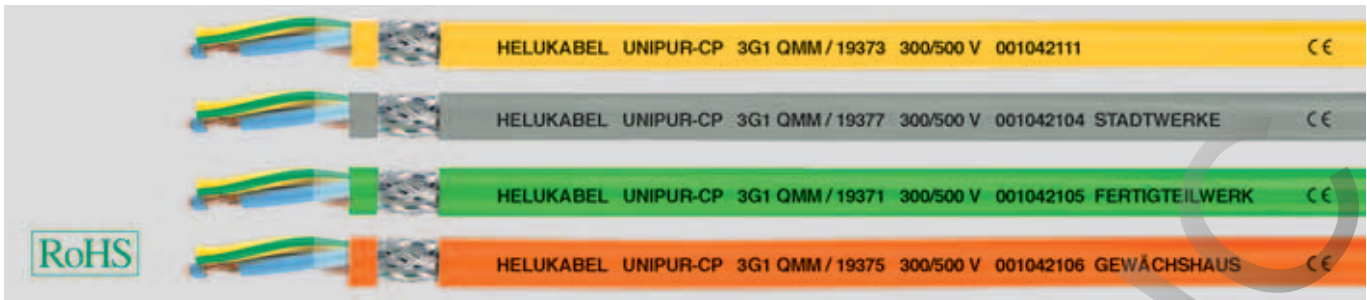 HELUKABEL UNIPUR-CP 3G1 QMM / 19373 300/500 V 001042111 CE
HELUKABEL UNIPUR-CP 3G1 QMM / 19377 300/500 V 001042104 STADTWERKE CE
HELUKABEL UNIPUR-CP 3G1 QMM / 19371 300/500 V 001042105 FERTIGTEILWERK CE
HELUKABEL UNIPUR-CP 3G1 QMM / 19375 300/500 V 001042106 GEWÄCHSHAUS CE
RoHS